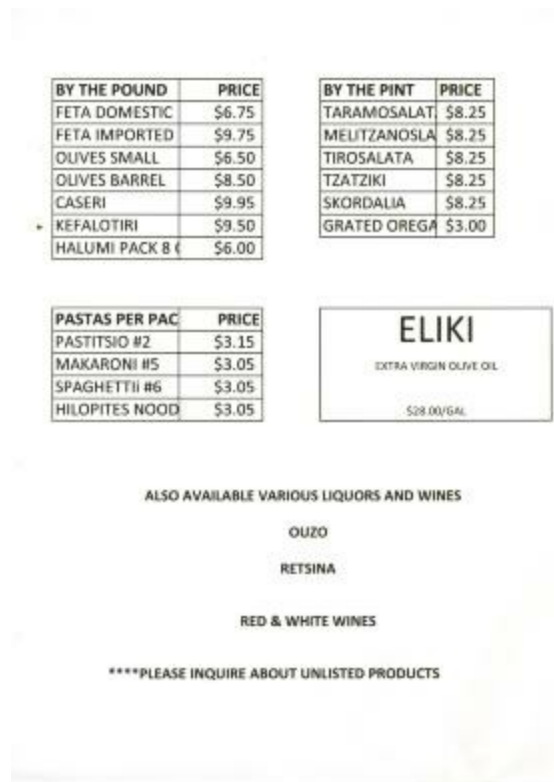 BY THE POUND PRICE
FETA DOMESTIC $6.75
FETA IMPORTED $9.75
OLIVES SMALL $6.50
OLIVES BARREL $8.50
CASERI $9.95
KEFALOTIRI $9.50
HALUMI PACK 8 $6.00
BY THE PINT PRICE
TARAMOSALAT $8.25
MELITZANOSLA $8.25
TIROSALATA $8.25
TZATZIKI $8.25
SKORDALIA $8.25
GRATED OREGA $3.00
PASTAS PER PAC PRICE
PASTITSIO #2 $3.15
MAKARONI #5 $3.05
SPAGHETTIi #6 $3.05
HILOPITES NOOD $3.05
ELIKI
EXTRA VIRGIN OLIVE OIL
$28.00/GAL
ALSO AVAILABLE VARIOUS LIQUORS AND WINES
OUZO
RETSINA
RED & WHITE WINES
****PLEASE INQUIRE ABOUT UNLISTED PRODUCTS